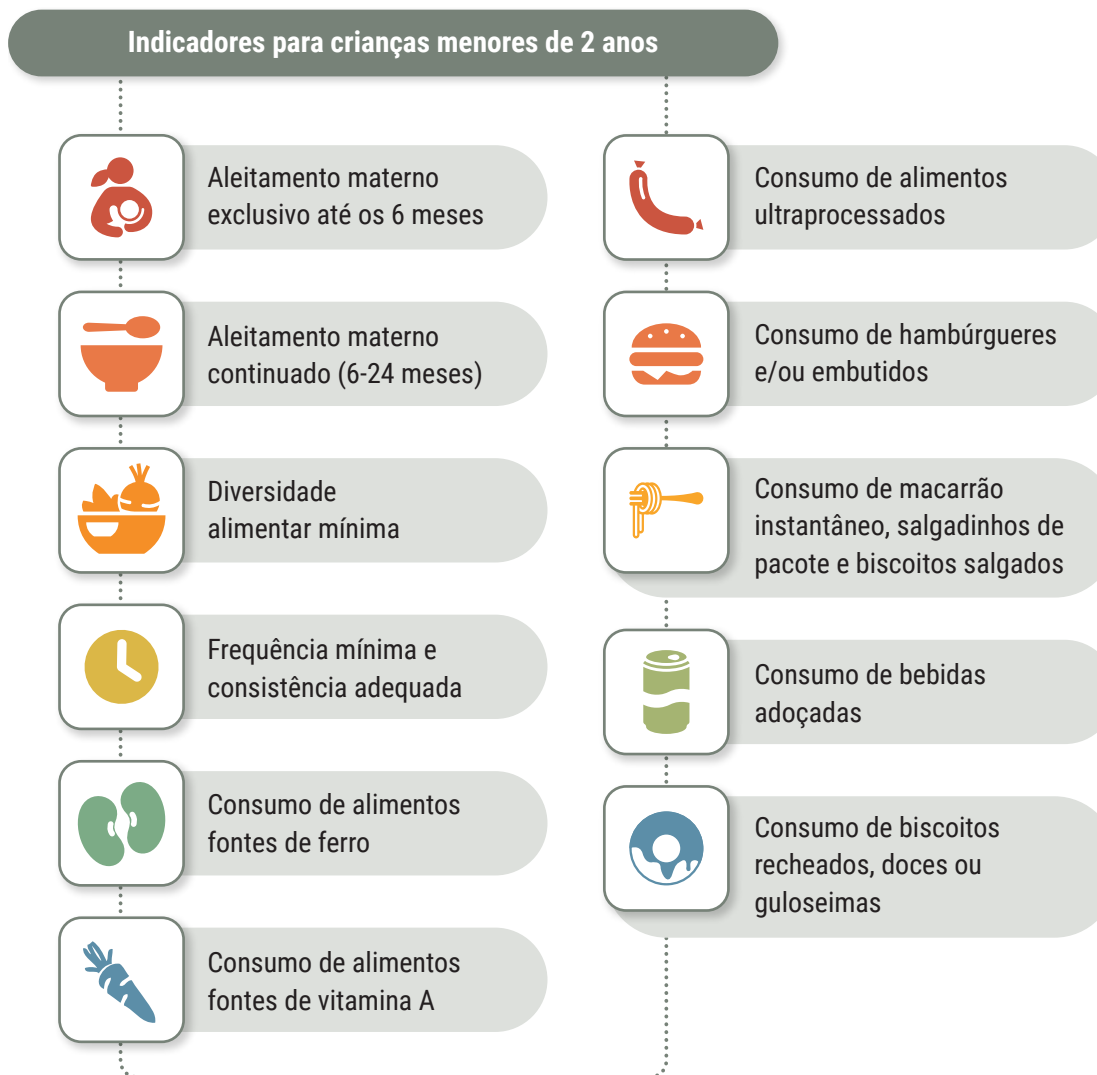 Indicadores para crianças menores de 2 anos
Aleitamento materno
exclusivo até os 6 meses
Aleitamento materno
continuado (6-24 meses)
Diversidade
alimentar mínima
Frequência mínima e
consistência adequada
Consumo de alimentos
fontes de ferro
Consumo de alimentos
fontes de vitamina A
Consumo de alimentos
ultraprocessados
Consumo de hambúrgueres
e/ou embutidos
Consumo de macarrão
instantâneo, salgadinhos de
pacote e biscoitos salgados
Consumo de bebidas
adoçadas
Consumo de biscoitos
recheados, doces ou
guloseimas